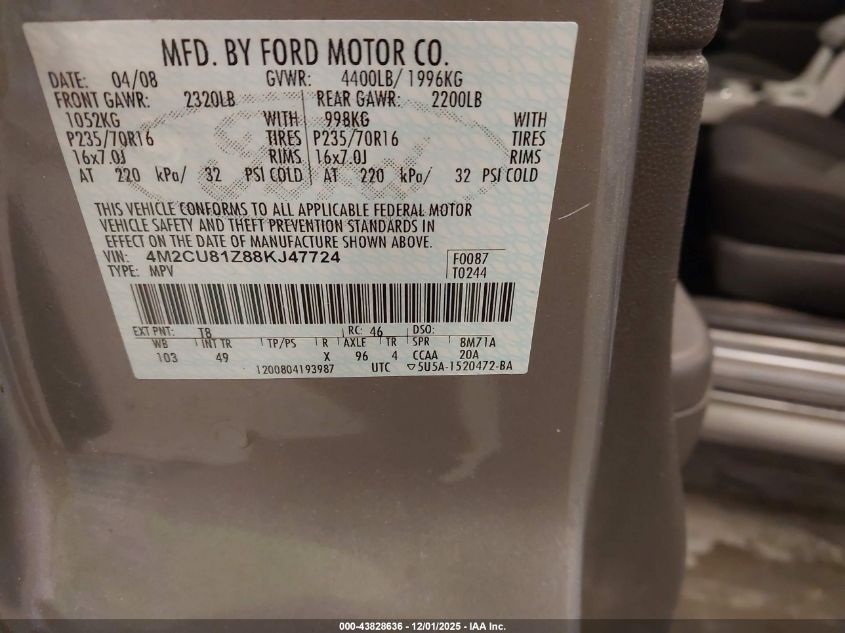 MFD. BY FORD MOTOR CO.
DATE: 04/08 GVWR: 4400LB/ 1996KG
FRONT GAWR: 2320LB REAR GAWR: 2200LB
1052KG WITH 998KG WITH
P235/70R16 TIRES P235/70R16 TIRES
16x7.0J RIMS 16x7.0J RIMS
AT 220 kPa/ 32 PSI COLD AT 220 kPa/ 32 PSI COLD
THIS VEHICLE CONFORMS TO ALL APPLICABLE FEDERAL MOTOR
VEHICLE SAFETY AND THEFT PREVENTION STANDARDS IN
EFFECT ON THE DATE OF MANUFACTURE SHOWN ABOVE.
VIN: 4M2CU81Z88KJ47724 F0087
TYPE: MPV T0244
EXT PNT: T8 RC: 46 DSO:
WB INT TR TP/PS R AXLE TR SPR 8M71A
103 49 X 96 4 CCAA 20A
1200804193987 UTC ▽5U5A-1520472-BA
000-43828636 - 12/01/2025 - IAA Inc.